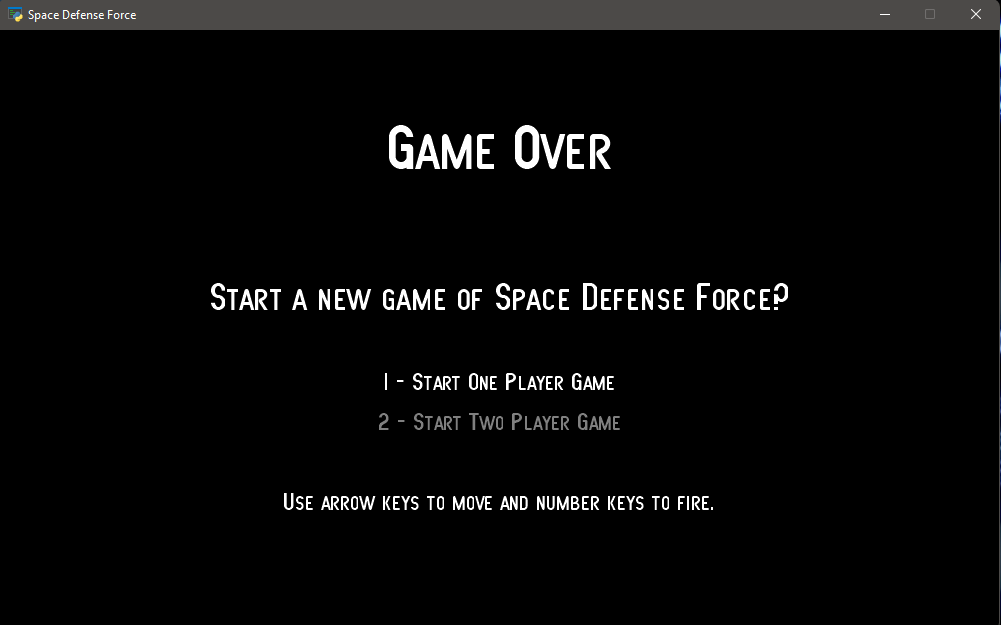 Space Defense Force
Game Over
Start a new game of Space Defense Force?
1 - Start One Player Game
2 - Start Two Player Game
Use arrow keys to move and number keys to fire.